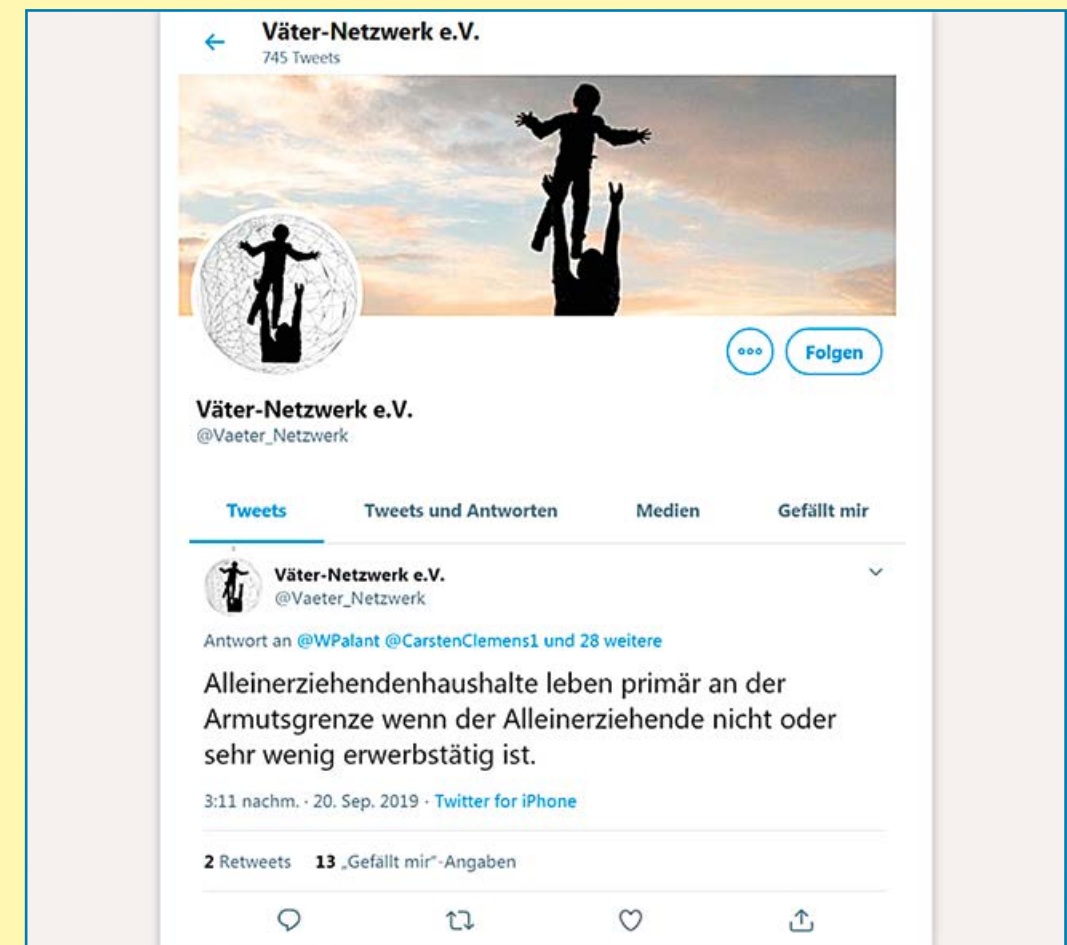 Väter-Netzwerk e.V.
745 Tweets
Folgen
Väter-Netzwerk e.V.
@Vaeter_Netzwerk
Tweets Tweets und Antworten Medien Gefällt mir
Väter-Netzwerk e.V.
@Vaeter_Netzwerk
Antwort an @WPalant @CarstenClemens1 und 28 weitere
Alleinerziehendenhaushalte leben primär an der
Armutsgrenze wenn der Alleinerziehende nicht oder
sehr wenig erwerbstätig ist.
3:11 nachm. · 20. Sep. 2019 · Twitter for iPhone
2 Retweets 13 „Gefällt mir“-Angaben